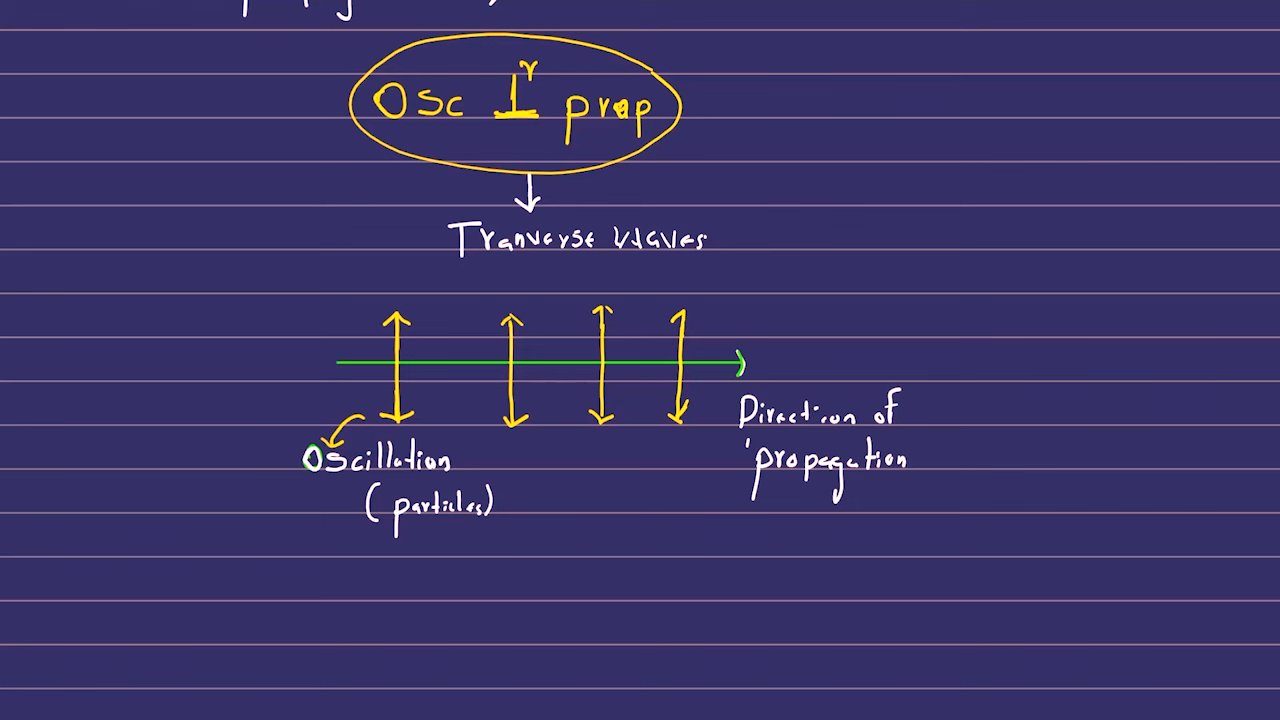 Osc ⊥r prop
Tranverse waves
Direction of
propagation
Oscillation
(particles)